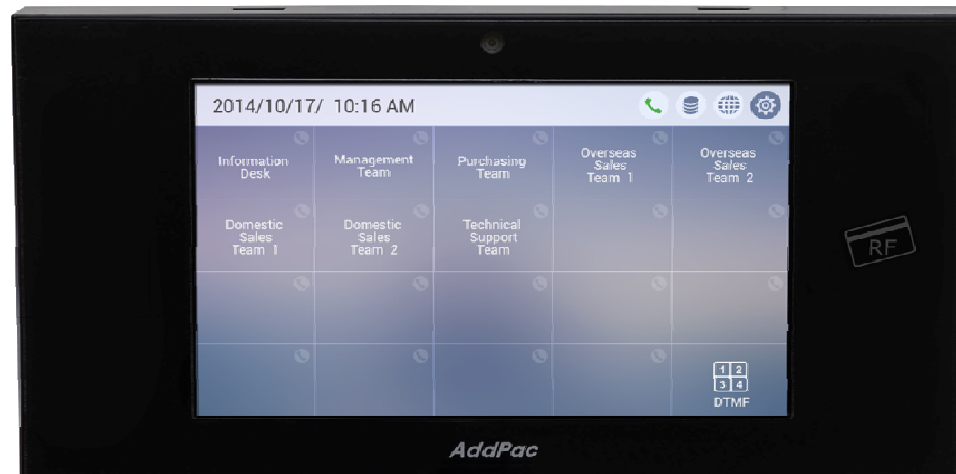 2014/10/17/ 10:16 AM
Information
Desk
Management
Team
Purchasing
Team
Overseas
Sales
Team 1
Overseas
Sales
Team 2
Domestic
Sales
Team 1
Domestic
Sales
Team 2
Technical
Support
Team
RF
1 2
3 4
DTMF
AddPac